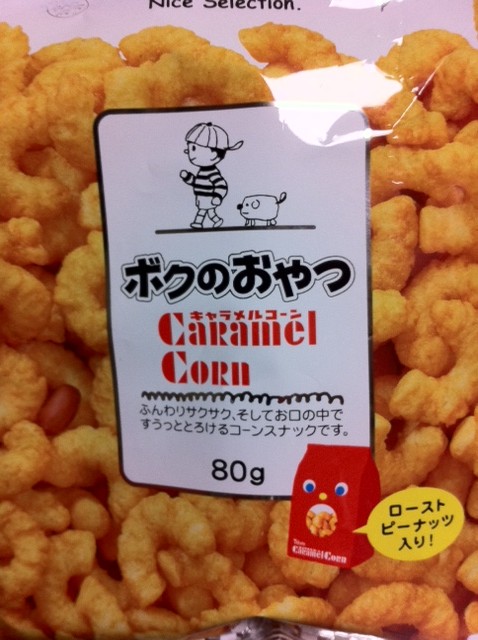 Nice Selection.
ボクのおやつ
キャラメルコーン
Caramel
Corn
ふんわりサクサク、そしてお口の中で
すうっととろけるコーンスナックです。
80g
ロースト
ピーナッツ
入り!
Tohato
Caramel Corn